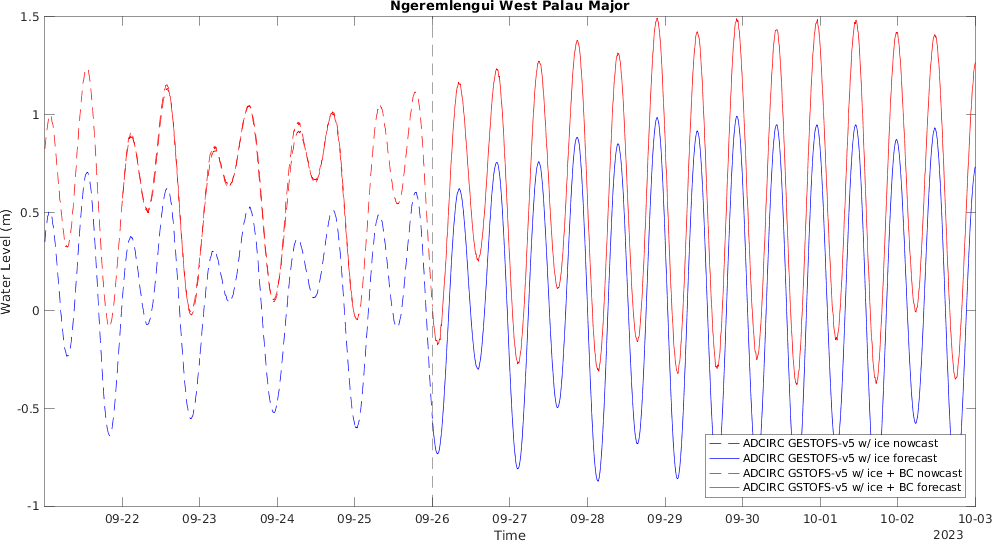 Ngeremlengui West Palau Major
1.5
1
0.5
0
-0.5
-1
Water Level (m)
ADCIRC GESTOFS-v5 w/ ice nowcast
ADCIRC GESTOFS-v5 w/ ice forecast
ADCIRC GSTOFS-v5 w/ ice + BC nowcast
ADCIRC GSTOFS-v5 w/ ice + BC forecast
09-22 09-23 09-24 09-25 09-26 09-27 09-28 09-29 09-30 10-01 10-02 10-03
Time
2023